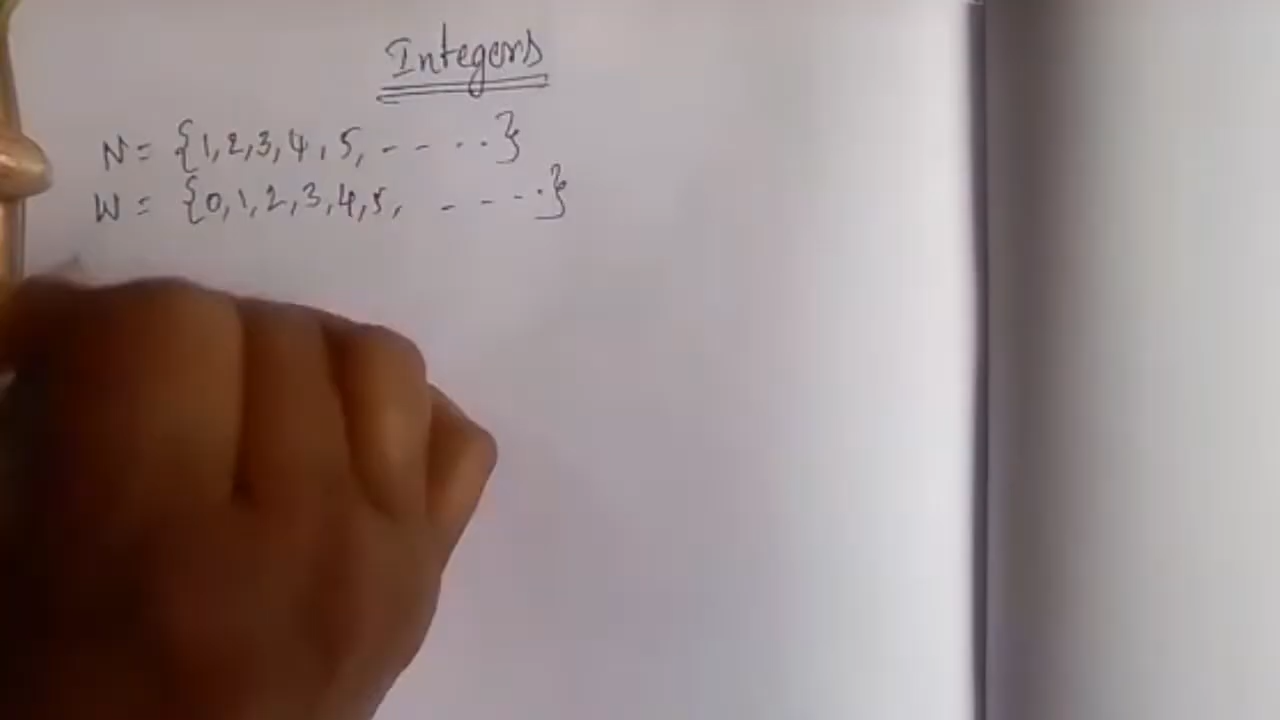 Integers
N = {1,2,3,4,5,- - . . .}
W = {0,1,2,3,4,5, - - - . .}